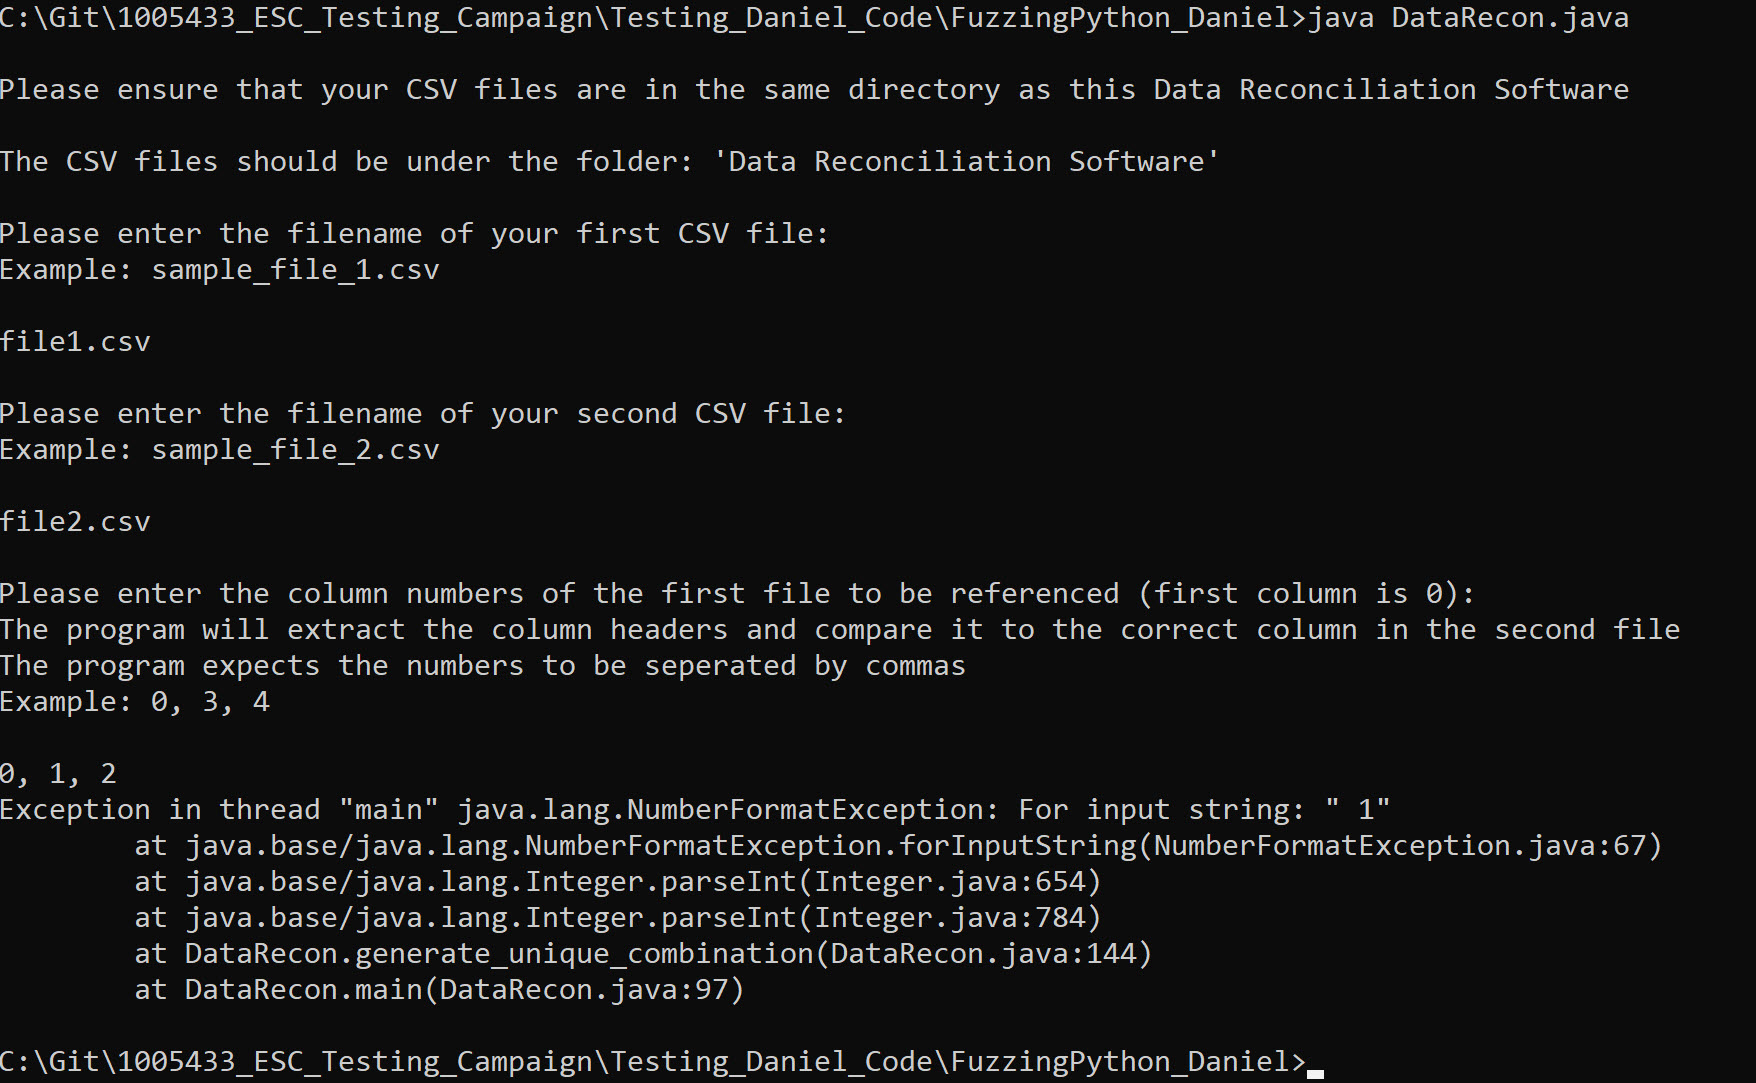 C:\Git\1005433_ESC_Testing_Campaign\Testing_Daniel_Code\FuzzingPython_Daniel>java DataRecon.java
Please ensure that your CSV files are in the same directory as this Data Reconciliation Software
The CSV files should be under the folder: 'Data Reconciliation Software'
Please enter the filename of your first CSV file:
Example: sample_file_1.csv
file1.csv
Please enter the filename of your second CSV file:
Example: sample_file_2.csv
file2.csv
Please enter the column numbers of the first file to be referenced (first column is 0):
The program will extract the column headers and compare it to the correct column in the second file
The program expects the numbers to be seperated by commas
Example: 0, 3, 4
0, 1, 2
Exception in thread "main" java.lang.NumberFormatException: For input string: " 1"
        at java.base/java.lang.NumberFormatException.forInputString(NumberFormatException.java:67)
        at java.base/java.lang.Integer.parseInt(Integer.java:654)
        at java.base/java.lang.Integer.parseInt(Integer.java:784)
        at DataRecon.generate_unique_combination(DataRecon.java:144)
        at DataRecon.main(DataRecon.java:97)
C:\Git\1005433_ESC_Testing_Campaign\Testing_Daniel_Code\FuzzingPython_Daniel>